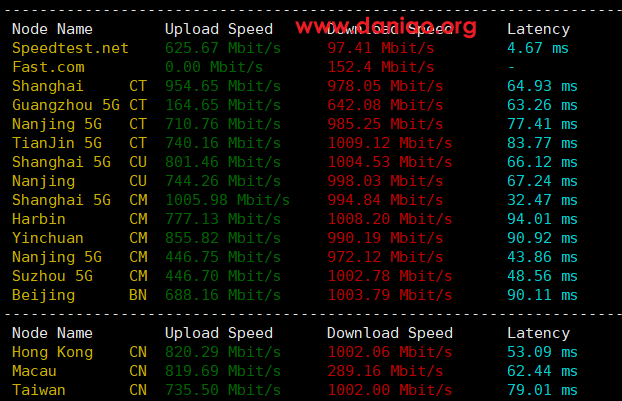 www.daniao.org
Node Name Upload Speed Download Speed Latency
Speedtest.net 625.67 Mbit/s 97.41 Mbit/s 4.67 ms
Fast.com 0.00 Mbit/s 152.4 Mbit/s -
Shanghai CT 954.65 Mbit/s 978.05 Mbit/s 64.93 ms
Guangzhou 5G CT 164.65 Mbit/s 642.08 Mbit/s 63.26 ms
Nanjing 5G CT 710.76 Mbit/s 985.25 Mbit/s 77.41 ms
TianJin 5G CT 740.16 Mbit/s 1009.12 Mbit/s 83.77 ms
Shanghai 5G CU 801.46 Mbit/s 1004.53 Mbit/s 66.12 ms
Nanjing CU 744.26 Mbit/s 998.03 Mbit/s 67.24 ms
Shanghai 5G CM 1005.98 Mbit/s 994.84 Mbit/s 32.47 ms
Harbin CM 777.13 Mbit/s 1008.20 Mbit/s 94.01 ms
Yinchuan CM 855.82 Mbit/s 990.19 Mbit/s 90.92 ms
Nanjing 5G CM 446.75 Mbit/s 972.12 Mbit/s 43.86 ms
Suzhou 5G CM 446.70 Mbit/s 1002.78 Mbit/s 48.56 ms
Beijing BN 688.16 Mbit/s 1003.79 Mbit/s 90.11 ms
Node Name Upload Speed Download Speed Latency
Hong Kong CN 820.29 Mbit/s 1002.06 Mbit/s 53.09 ms
Macau CN 819.69 Mbit/s 289.16 Mbit/s 62.44 ms
Taiwan CN 735.50 Mbit/s 1002.00 Mbit/s 79.01 ms